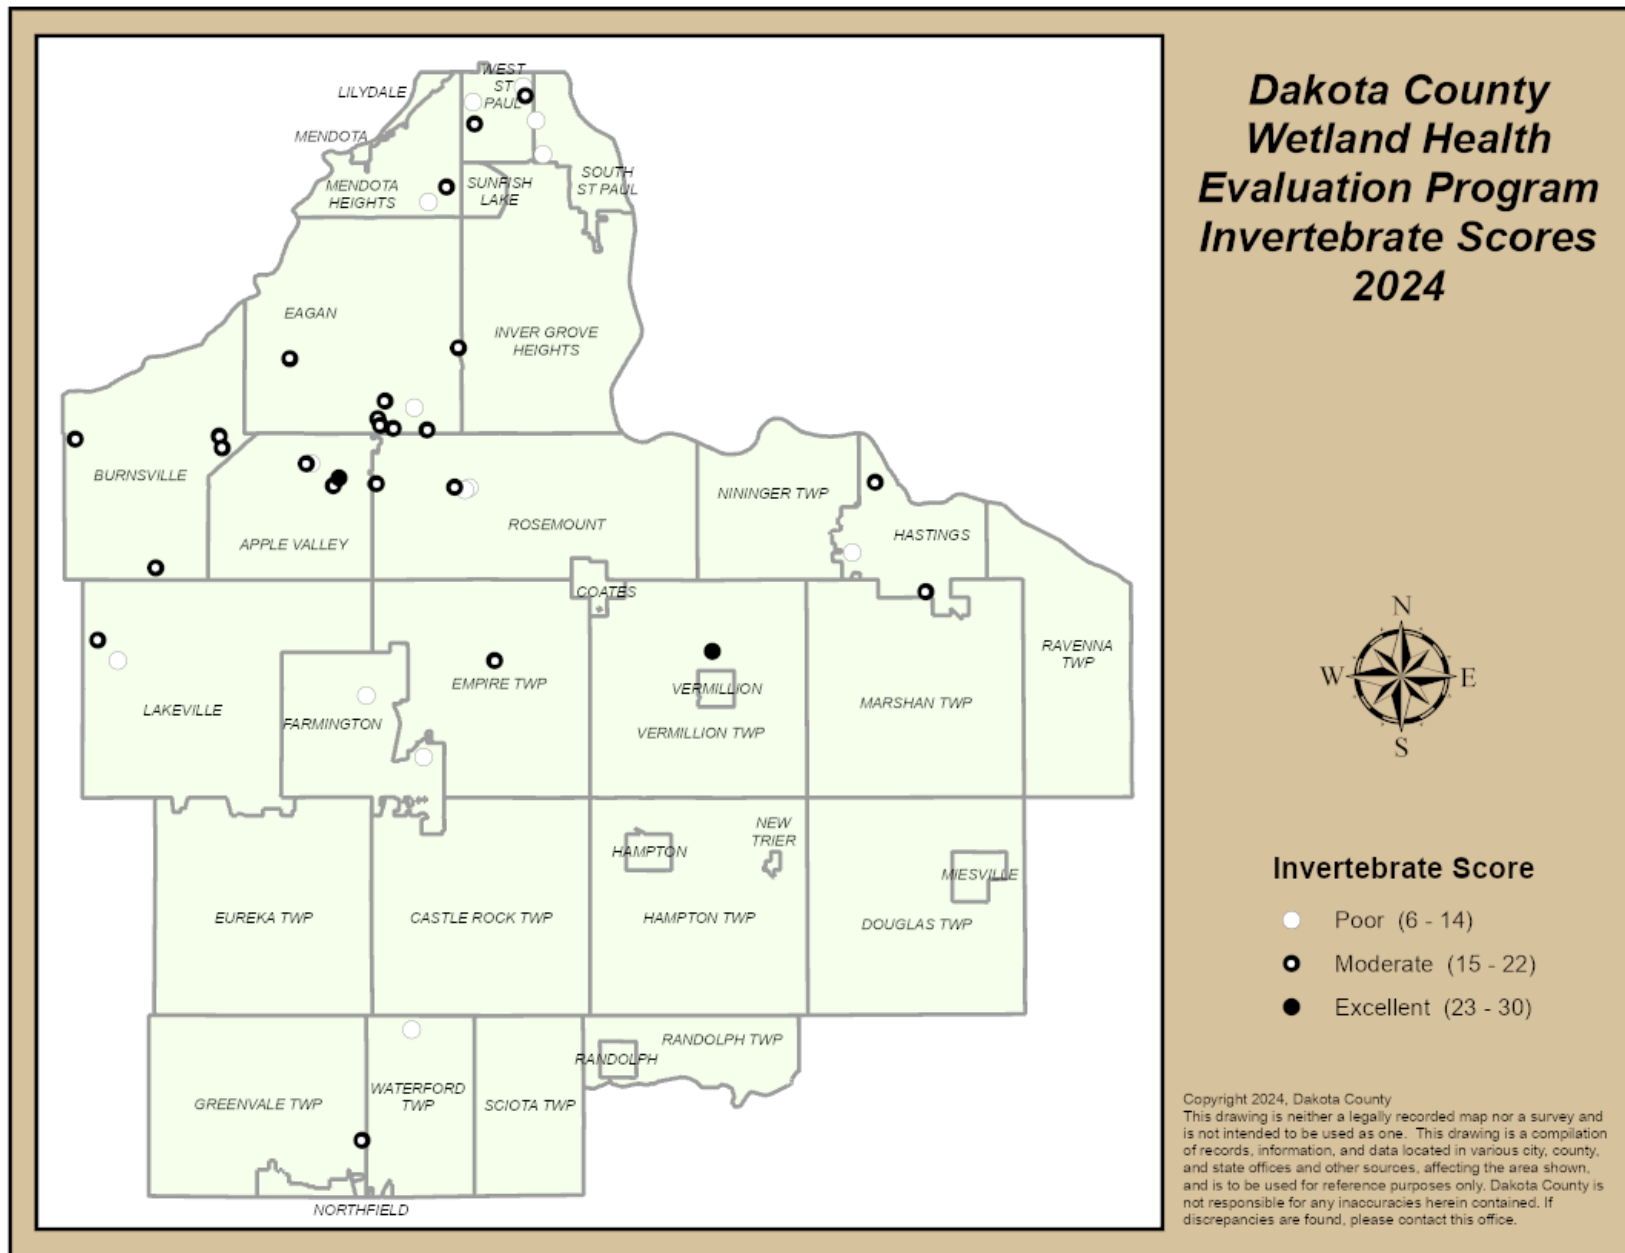 Dakota County
Wetland Health
Evaluation Program
Invertebrate Scores
2024
LILYDALE
WEST
ST
PAUL
MENDOTA
MENDOTA
HEIGHTS
SUNFISH
LAKE
SOUTH
ST PAUL
EAGAN
INVER GROVE
HEIGHTS
BURNSVILLE
APPLE VALLEY
ROSEMOUNT
NININGER TWP
HASTINGS
COATES
RAVENNA
TWP
LAKEVILLE
FARMINGTON
EMPIRE TWP
VERMILLION
VERMILLION TWP
MARSHAN TWP
HAMPTON
NEW
TRIER
MIESVILLE
EUREKA TWP
CASTLE ROCK TWP
HAMPTON TWP
DOUGLAS TWP
RANDOLPH TWP
RANDOLPH
GREENVALE TWP
WATERFORD
TWP
SCIOTA TWP
NORTHFIELD
N
W
E
S
Invertebrate Score
Poor (6 - 14)
Moderate (15 - 22)
Excellent (23 - 30)
Copyright 2024, Dakota County
This drawing is neither a legally recorded map nor a survey and
is not intended to be used as one. This drawing is a compilation
of records, information, and data located in various city, county,
and state offices and other sources, affecting the area shown,
and is to be used for reference purposes only. Dakota County is
not responsible for any inaccuracies herein contained. If
discrepancies are found, please contact this office.